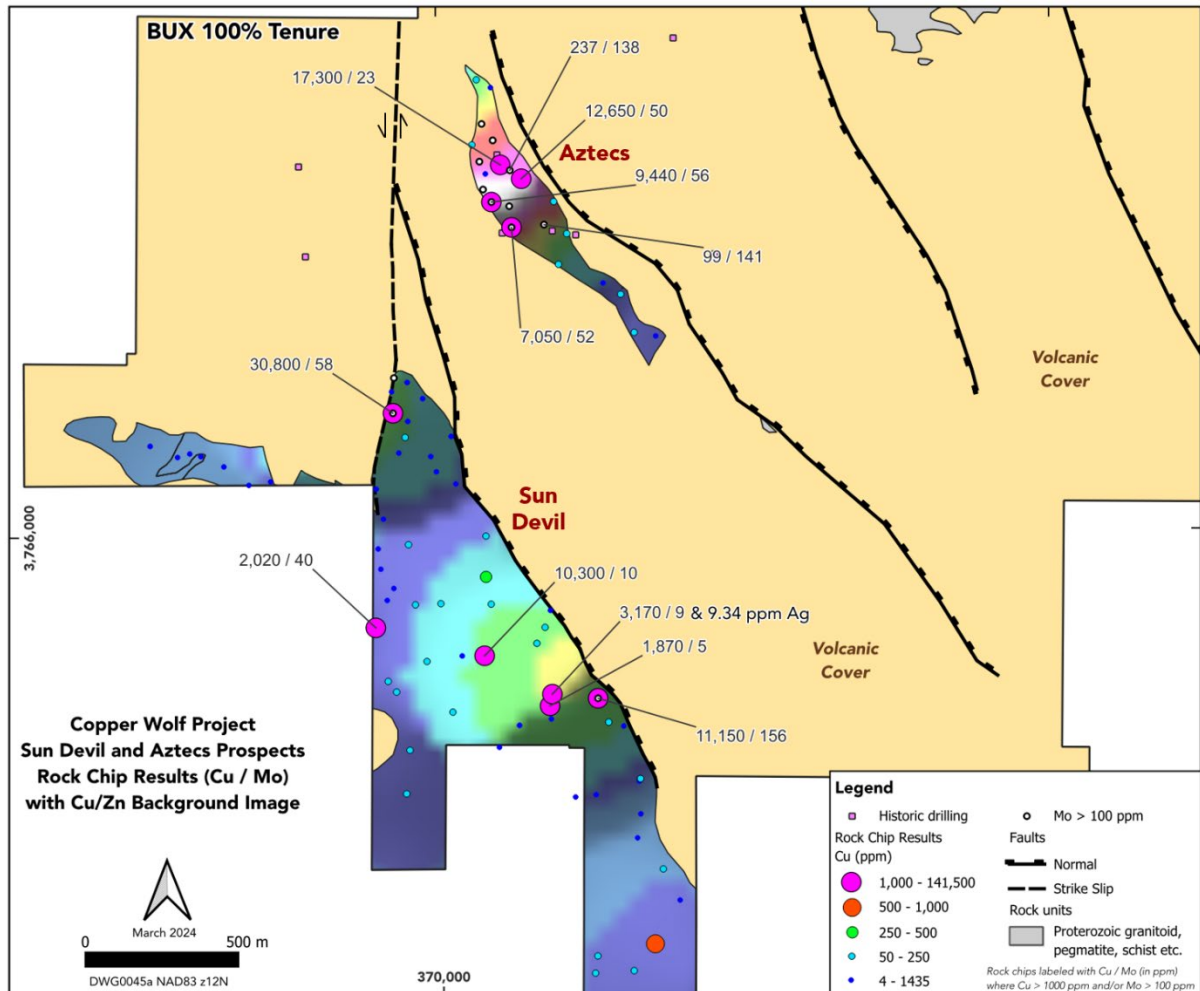 BUX 100% Tenure
237 / 138
17,300 / 23
12,650 / 50
Aztecs
9,440 / 56
99 / 141
7,050 / 52
30,800 / 58
Volcanic
Cover
Sun
Devil
3,766,000
2,020 / 40
10,300 / 10
3,170 / 9 & 9.34 ppm Ag
1,870 / 5
Volcanic
Cover
11,150 / 156
Copper Wolf Project
Sun Devil and Aztecs Prospects
Rock Chip Results (Cu / Mo)
with Cu/Zn Background Image
March 2024
0 500 m
DWG0045a NAD83 z12N
370,000
Legend
Historic drilling
Rock Chip Results
Cu (ppm)
1,000 - 141,500
500 - 1,000
250 - 500
50 - 250
4 - 1435
Mo > 100 ppm
Faults
Normal
Strike Slip
Rock units
Proterozoic granitoid,
pegmatite, schist etc.
Rock chips labeled with Cu / Mo (in ppm)
where Cu > 1000 ppm and/or Mo > 100 ppm